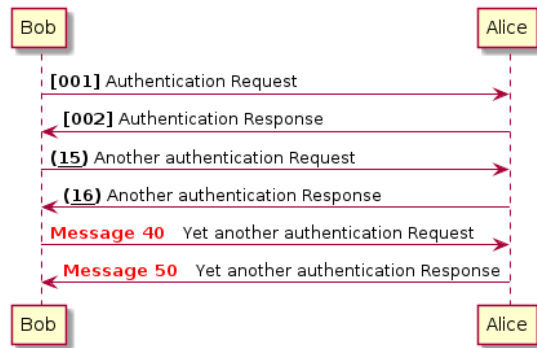 Bob Alice
[001] Authentication Request
[002] Authentication Response
(15) Another authentication Request
(16) Another authentication Response
Message 40 Yet another authentication Request
Message 50 Yet another authentication Response
Bob Alice